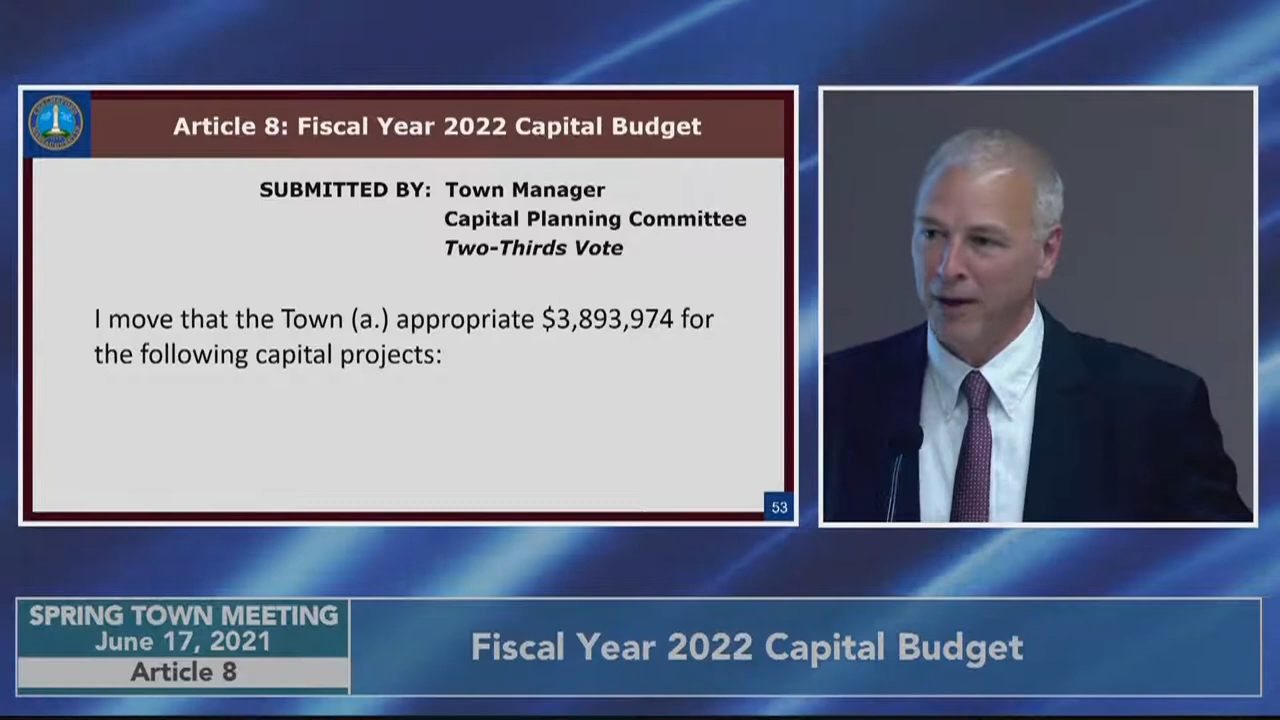 Article 8: Fiscal Year 2022 Capital Budget
SUBMITTED BY: Town Manager
Capital Planning Committee
Two-Thirds Vote
I move that the Town (a.) appropriate $3,893,974 for
the following capital projects:
53
SPRING TOWN MEETING
June 17, 2021
Article 8
Fiscal Year 2022 Capital Budget